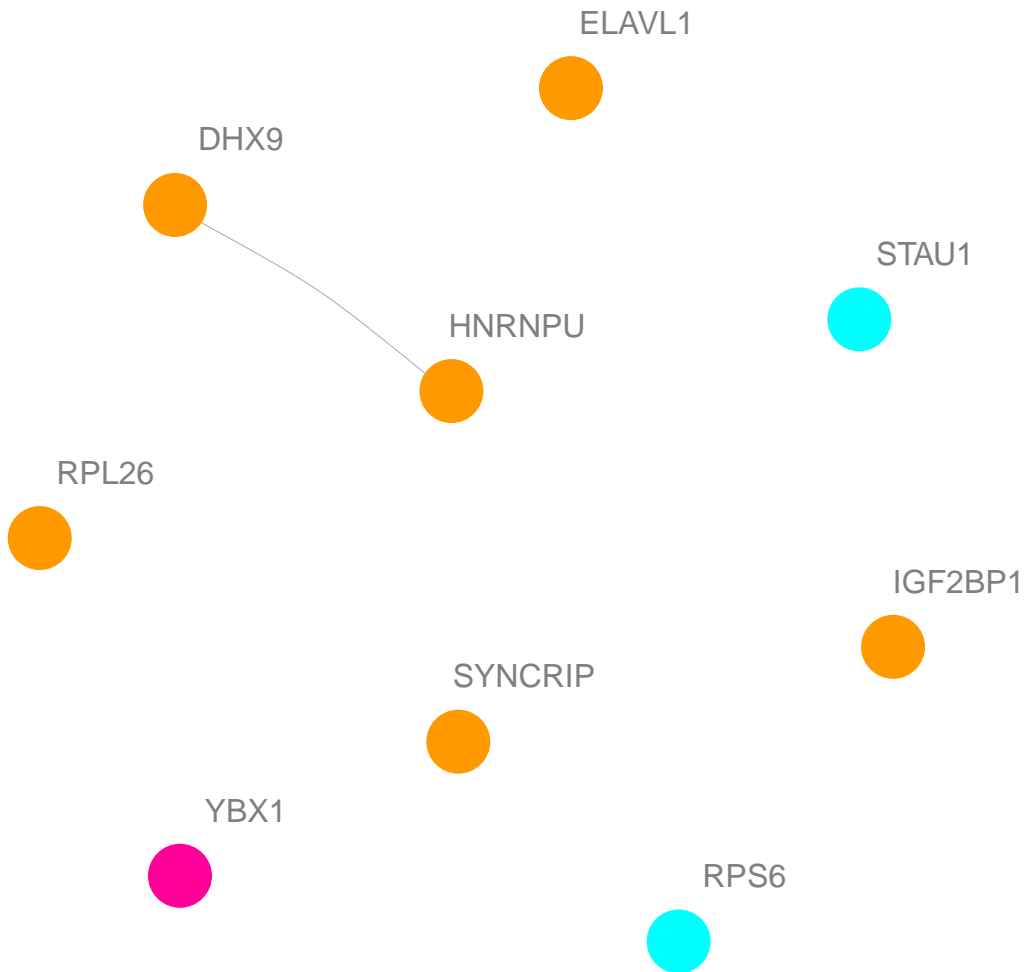 ELAVL1
DHX9
STAU1
HNRNPU
RPL26
IGF2BP1
SYNCRIP
YBX1
RPS6